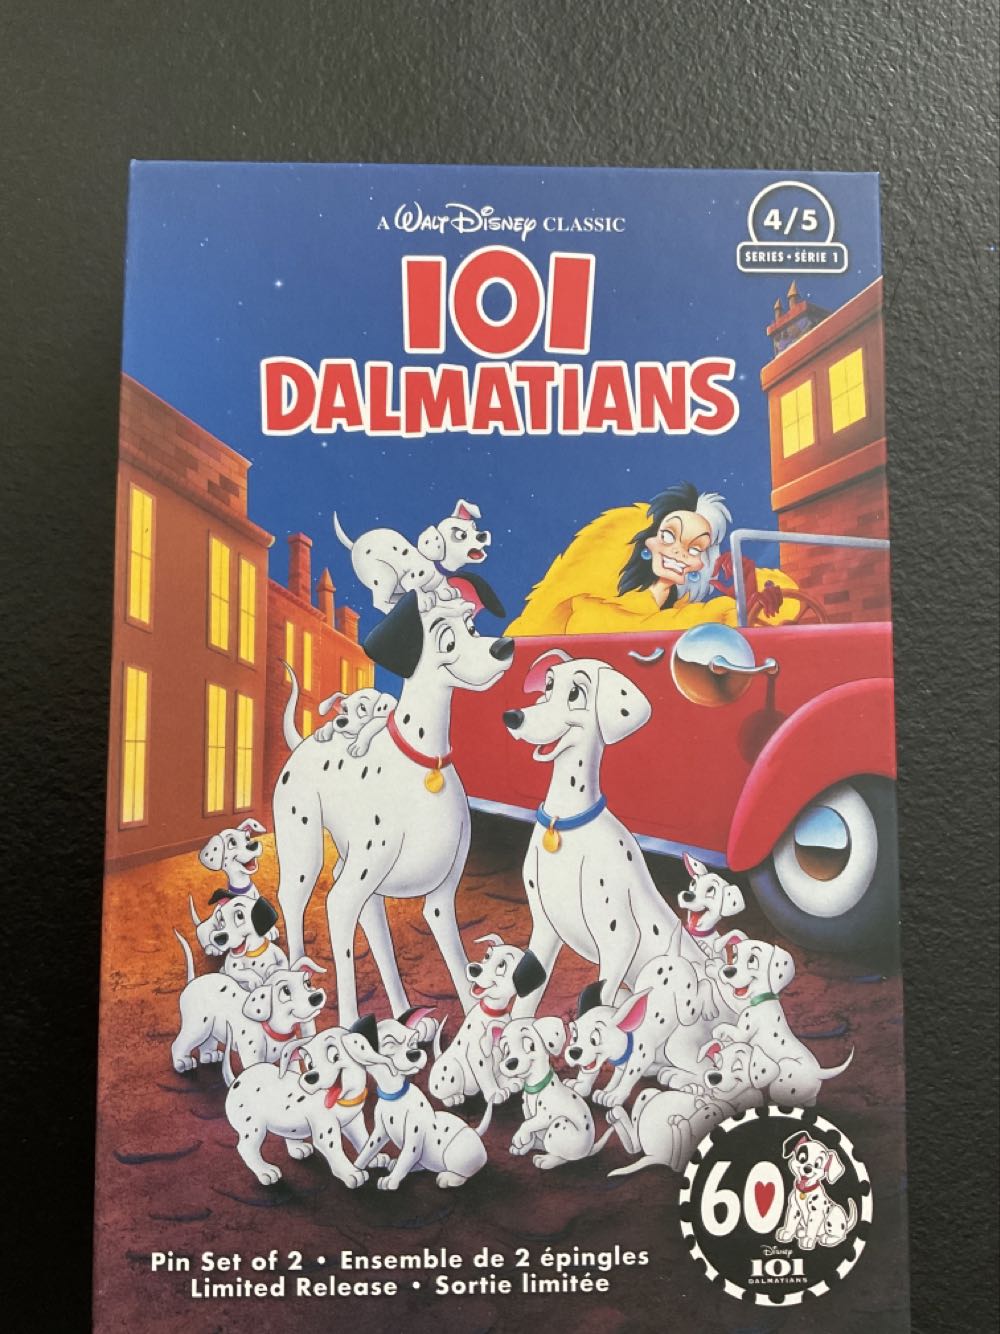 A Walt Disney CLASSIC
4/5
SERIES • SÉRIE 1
101
DALMATIANS
60
Disney
101
DALMATIANS
Pin Set of 2 • Ensemble de 2 épingles
Limited Release • Sortie limitée